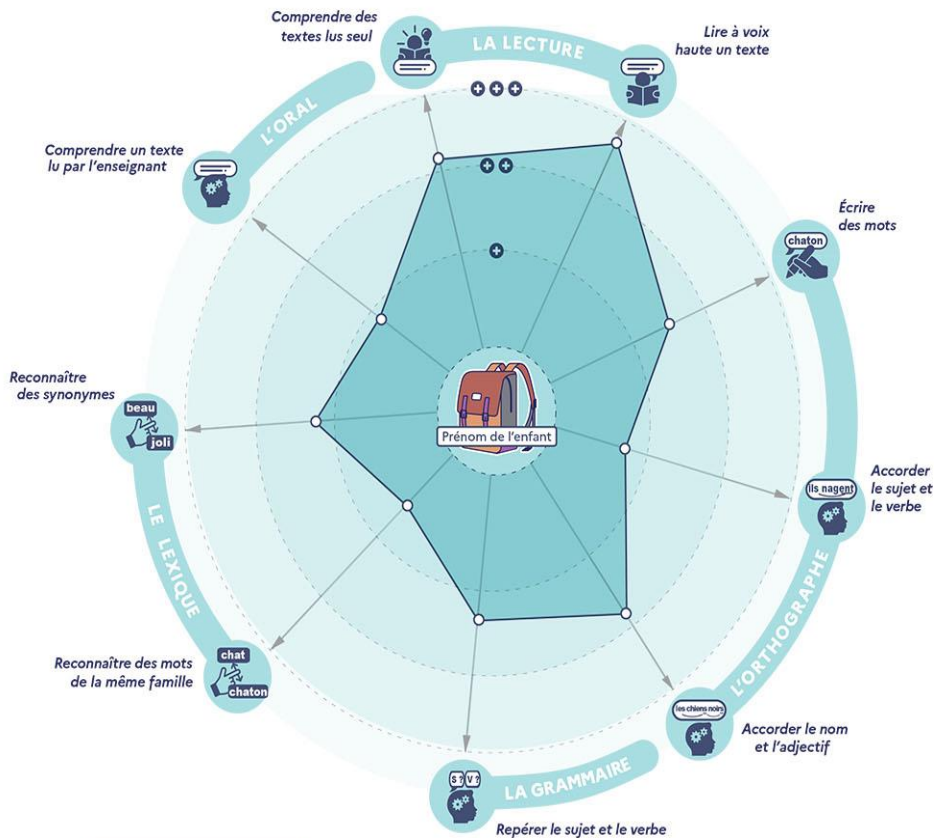 Comprendre des
textes lus seul
LA LECTURE
Lire à voix
haute un texte
L'ORAL
Comprendre un texte
lu par l'enseignant
Écrire
des mots
chaton
Reconnaître
des synonymes
beau
joli
Prénom de l'enfant
Accorder
le sujet et
le verbe
Ils nagent
LE LEXIQUE
L'ORTHOGRAPHE
Reconnaître des mots
de la même famille
chat
chaton
les chiens noirs
Accorder le nom
et l'adjectif
S ? V ?
LA GRAMMAIRE
Repérer le sujet et le verbe